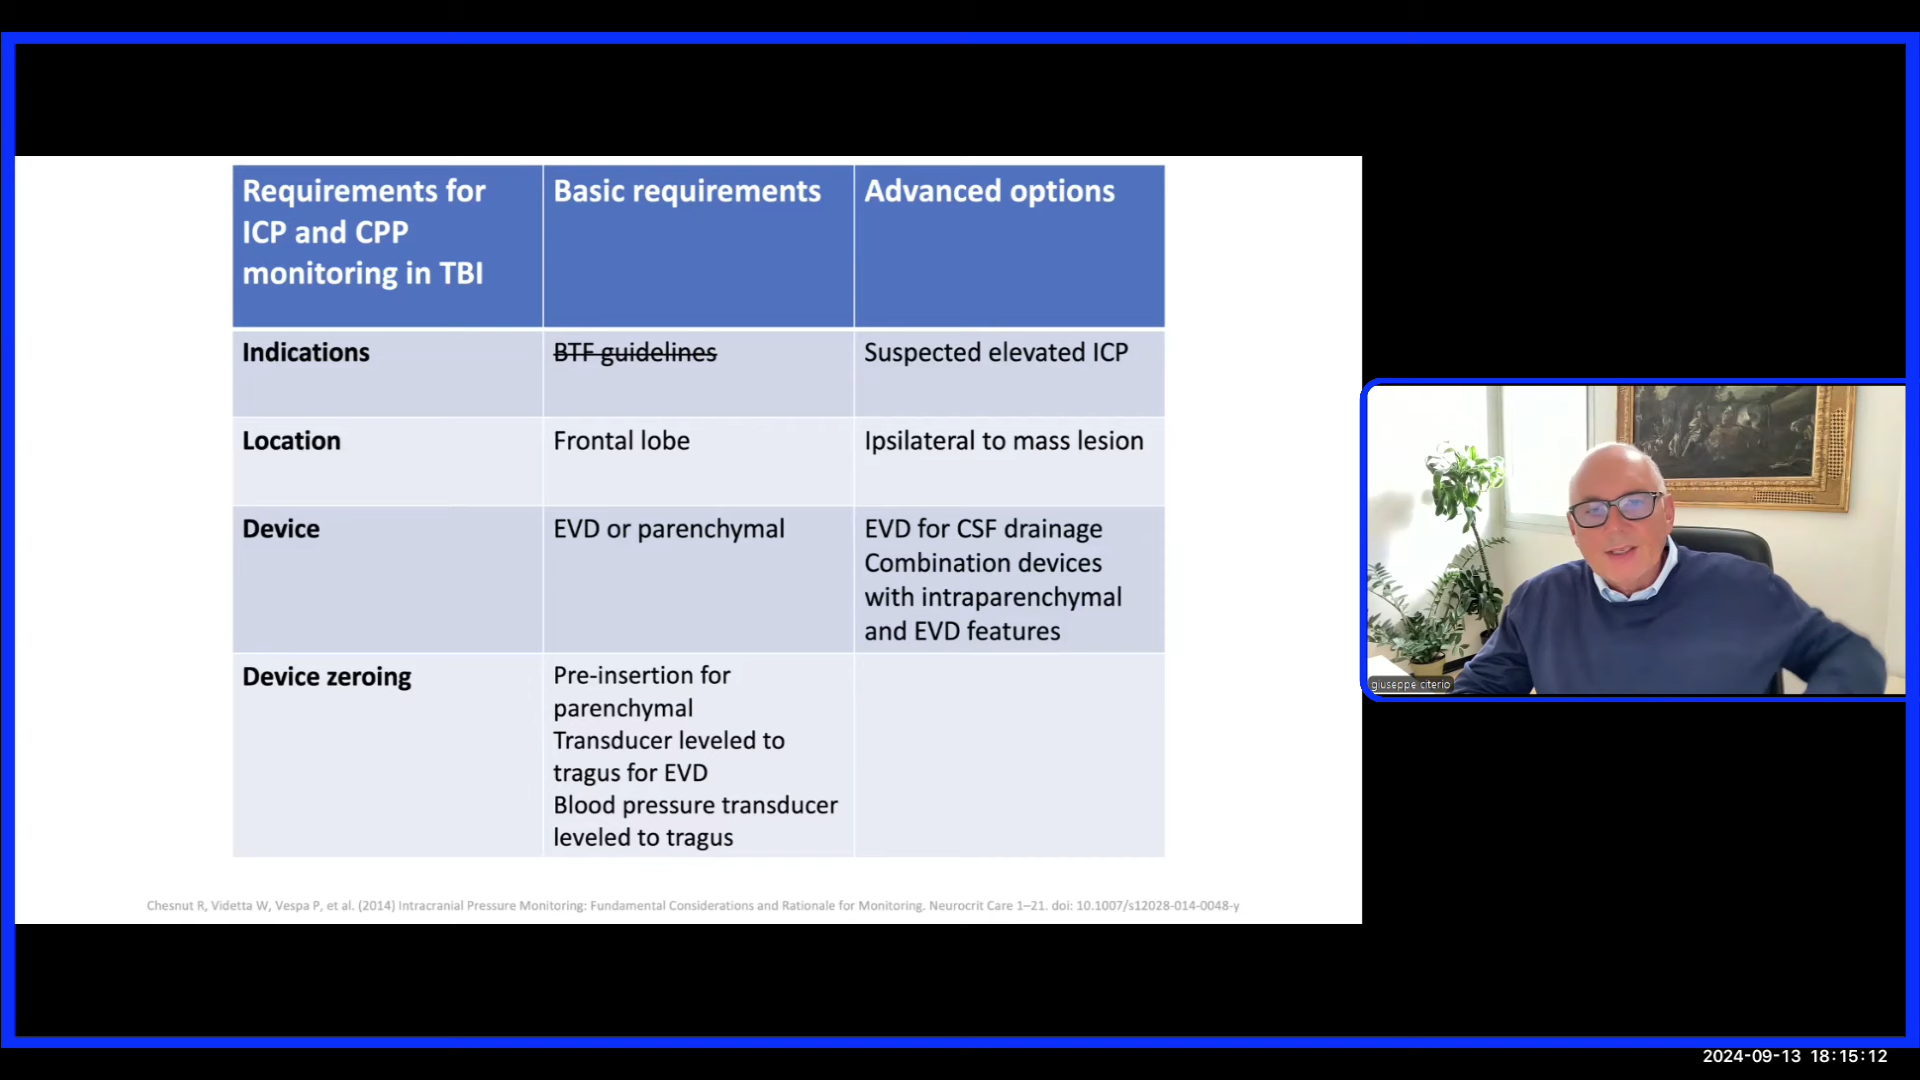 Requirements for
ICP and CPP
monitoring in TBI
Basic requirements
Advanced options
Indications
BTF guidelines
Suspected elevated ICP
Location
Frontal lobe
Ipsilateral to mass lesion
Device
EVD or parenchymal
EVD for CSF drainage
Combination devices
with intraparenchymal
and EVD features
Device zeroing
Pre-insertion for
parenchymal
Transducer leveled to
tragus for EVD
Blood pressure transducer
leveled to tragus
Chesnut R, Videtta W, Vespa P, et al. (2014) Intracranial Pressure Monitoring: Fundamental Considerations and Rationale for Monitoring. Neurocrit Care 1–21. doi: 10.1007/s12028-014-0048-y
giuseppe citerio
2024-09-13 18:15:12